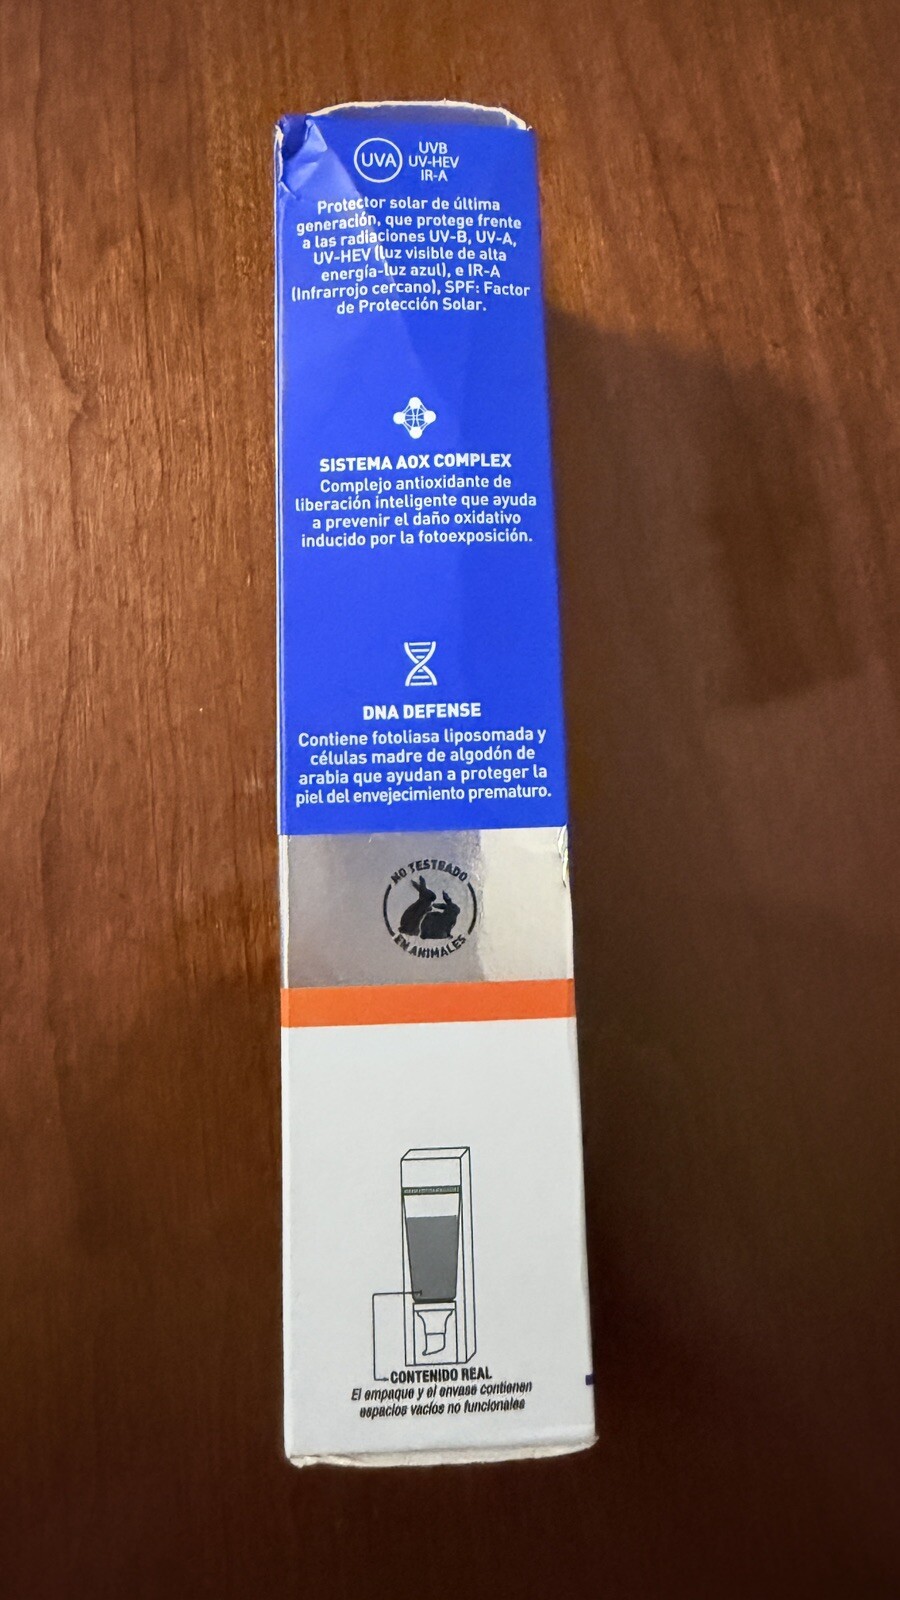 UVA
UVB
UV-HEV
IR-A
Protector solar de última
generación, que protege frente
a las radiaciones UV-B, UV-A,
UV-HEV (luz visible de alta
energía-luz azul), e IR-A
(Infrarrojo cercano), SPF: Factor
de Protección Solar.
SISTEMA AOX COMPLEX
Complejo antioxidante de
liberación inteligente que ayuda
a prevenir el daño oxidativo
inducido por la fotoexposición.
DNA DEFENSE
Contiene fotoliasa liposomada y
células madre de algodón de
arabia que ayudan a proteger la
piel del envejecimiento prematuro.
NO TESTEADO
EN ANIMALES
CONTENIDO REAL
El empaque y el envase contienen
espacios vacíos no funcionales